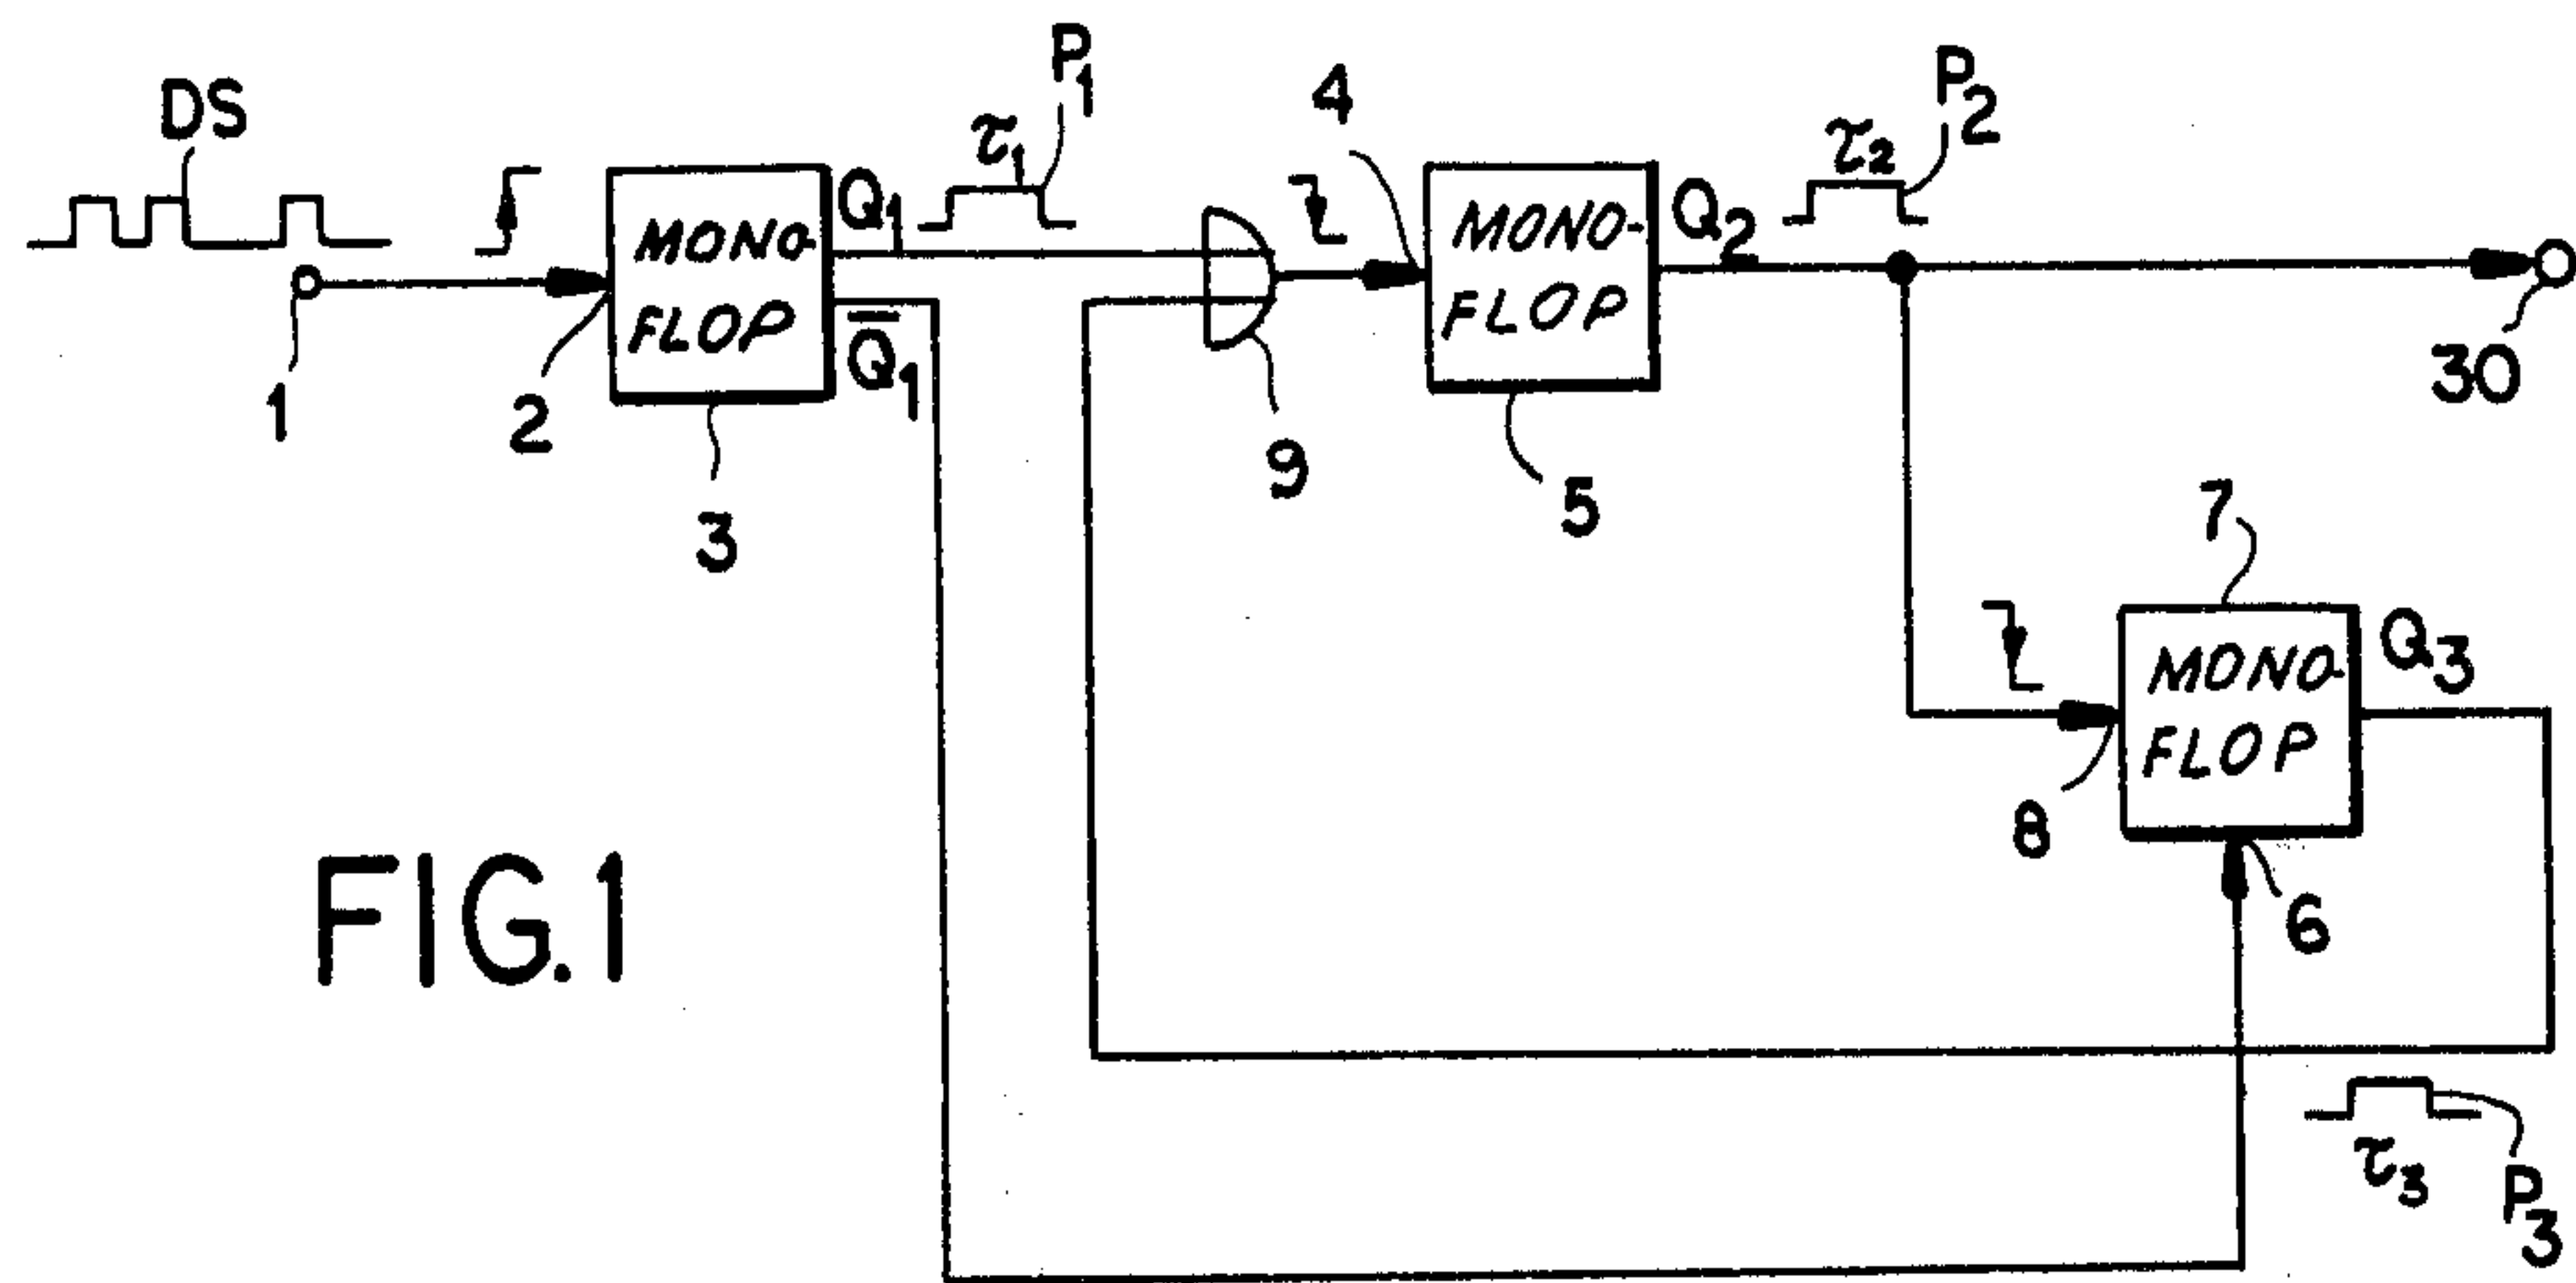 DS
1
2
MONO-
FLOP
3
Q1
Q̅1
τ1
P1
9
4
MONO-
FLOP
5
Q2
τ2
P2
30
7
MONO-
FLOP
8
6
Q3
τ3
P3
FIG.1